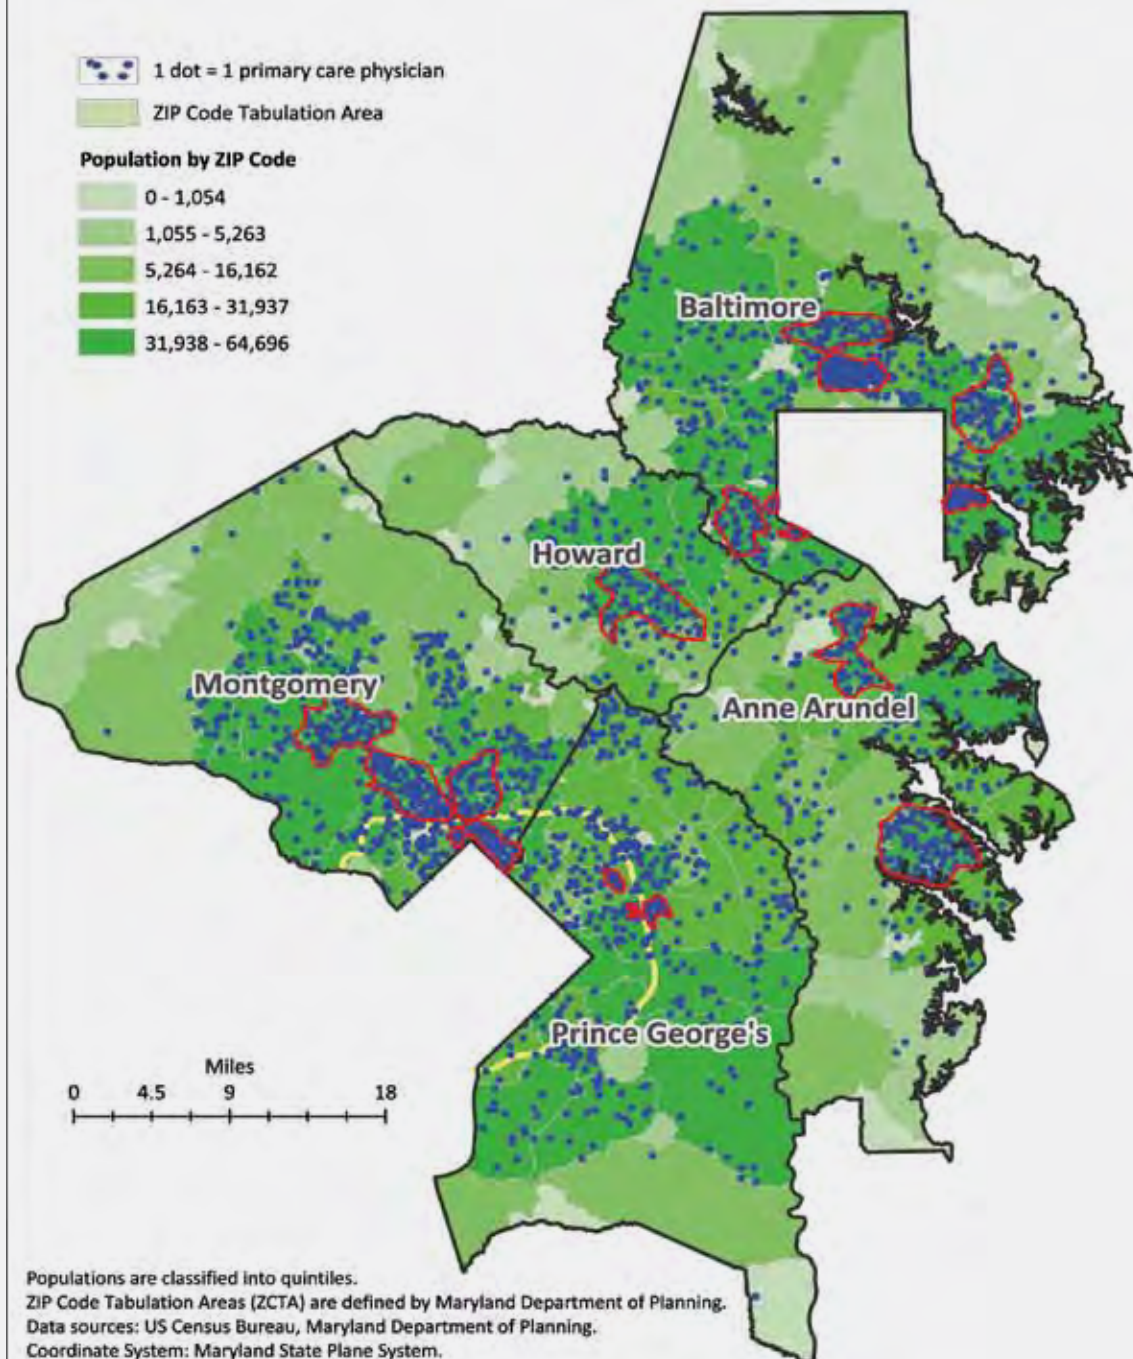 1 dot = 1 primary care physician
ZIP Code Tabulation Area
Population by ZIP Code
0 - 1,054
1,055 - 5,263
5,264 - 16,162
16,163 - 31,937
31,938 - 64,696
Baltimore
Howard
Montgomery
Anne Arundel
Prince George's
Miles
0 4.5 9 18
Populations are classified into quintiles.
ZIP Code Tabulation Areas (ZCTA) are defined by Maryland Department of Planning.
Data sources: US Census Bureau, Maryland Department of Planning.
Coordinate System: Maryland State Plane System.